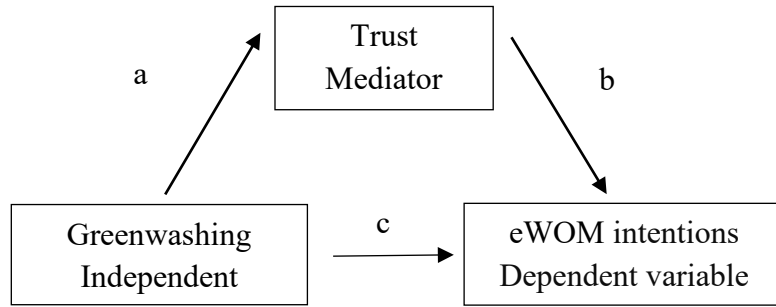 Trust
Mediator
a
b
c
Greenwashing
Independent
eWOM intentions
Dependent variable